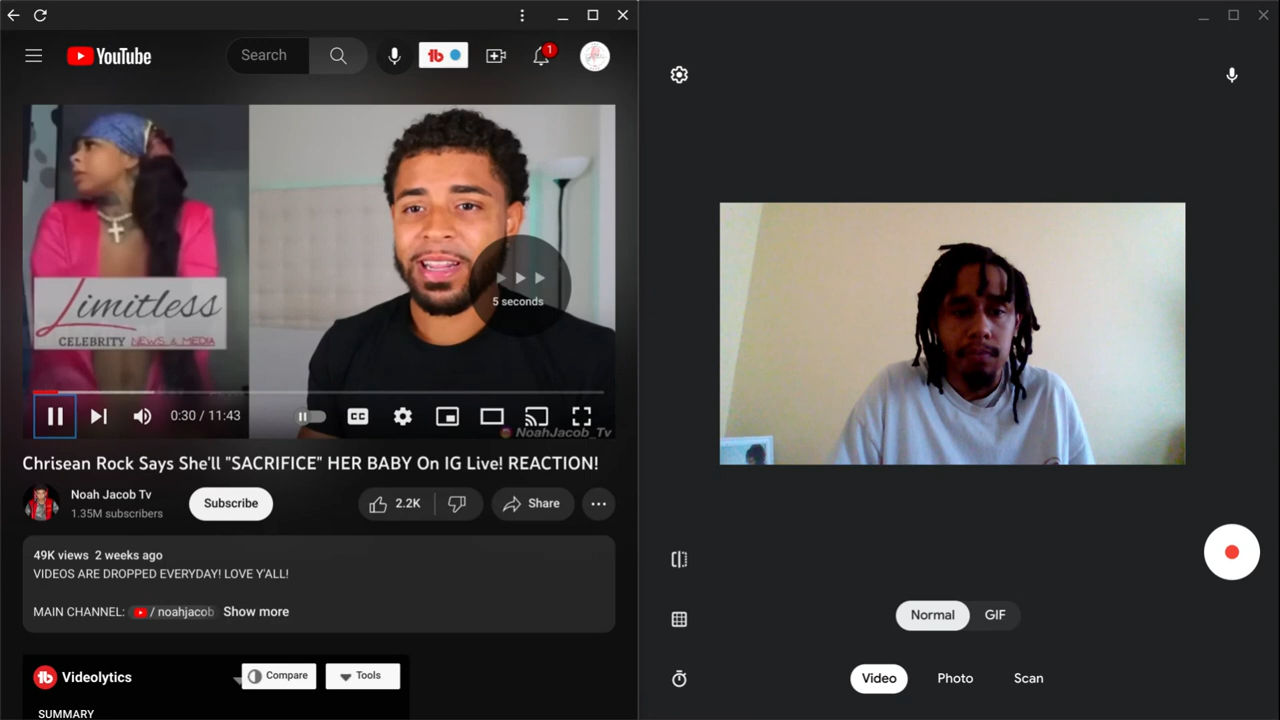 YouTube
Search
1
5 seconds
Limitless
CELEBRITY NEWS & MEDIA
0:30 / 11:43
CC
NoahJacob_Tv
Chrisean Rock Says She'll "SACRIFICE" HER BABY On IG Live! REACTION!
Noah Jacob Tv
1.35M subscribers
Subscribe
2.2K
Share
49K views 2 weeks ago
VIDEOS ARE DROPPED EVERYDAY! LOVE Y'ALL!
MAIN CHANNEL: / noahjacob Show more
Videolytics
Compare
Tools
SUMMARY
Normal
GIF
Video
Photo
Scan